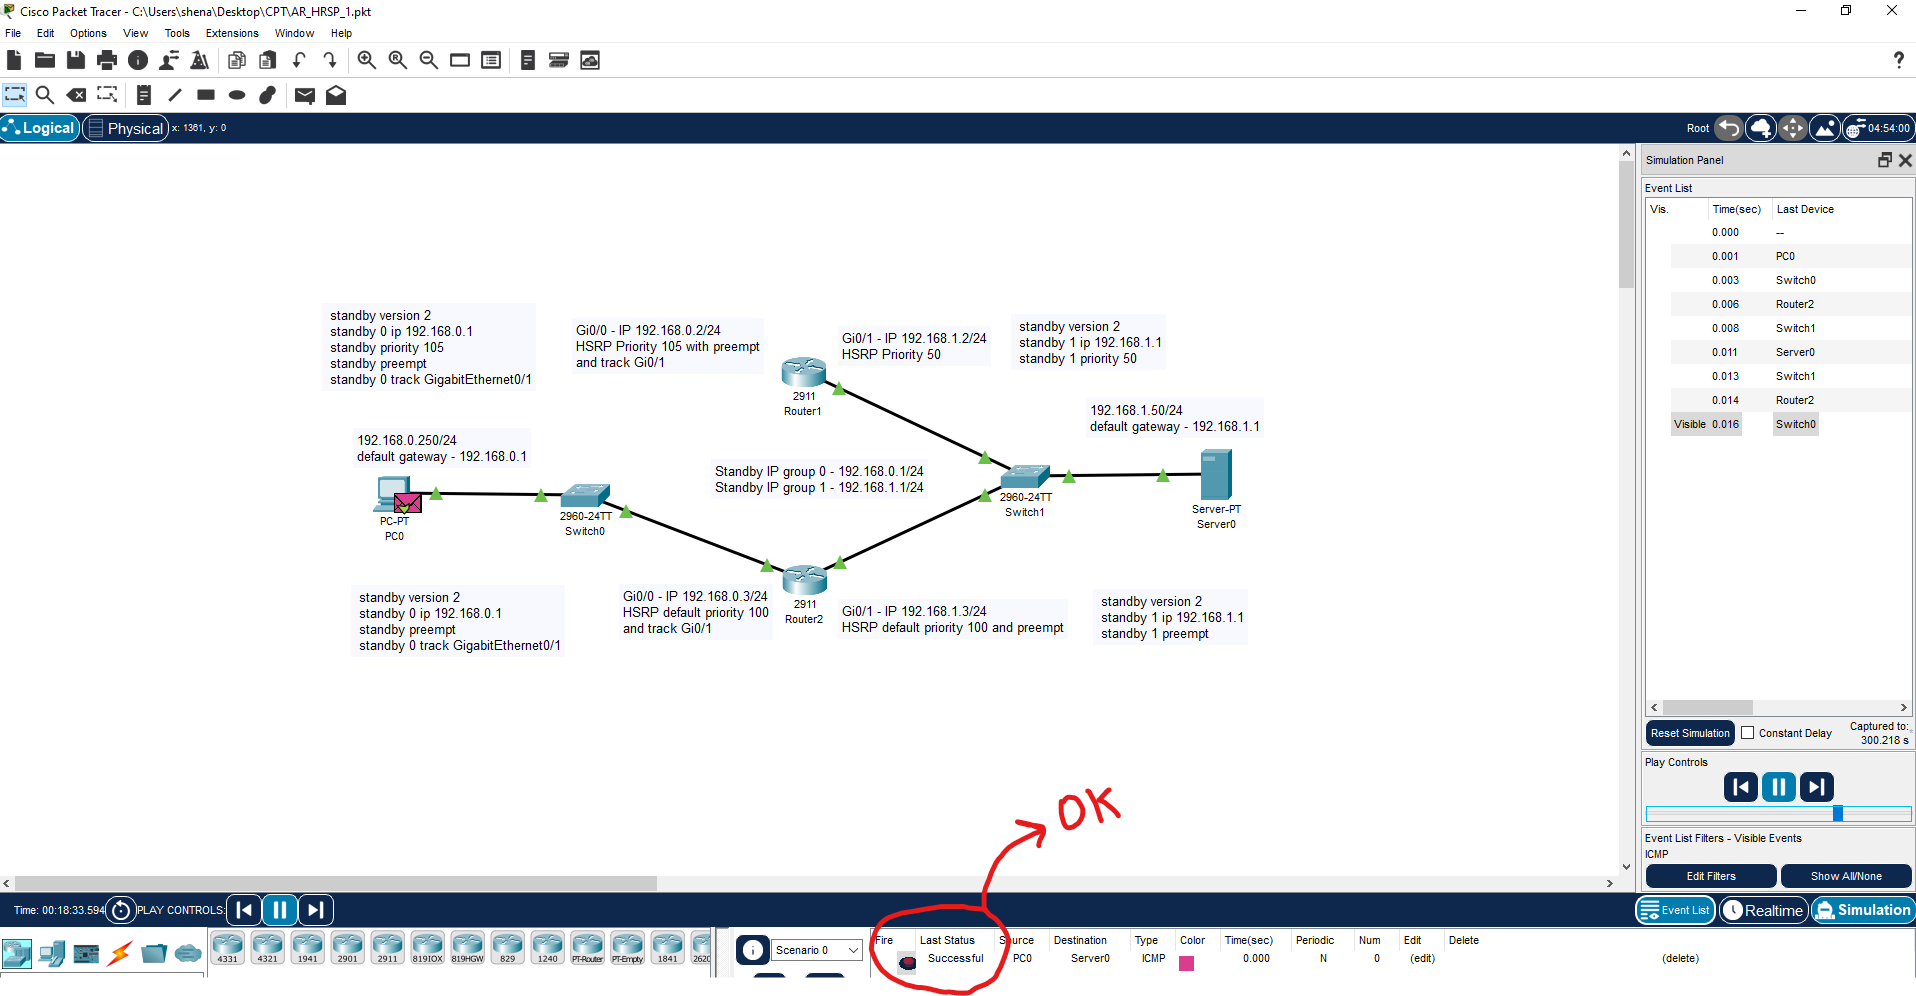 Cisco Packet Tracer - C:\Users\shena\Desktop\CPT\AR_HRSP_1.pkt
File Edit Options View Tools Extensions Window Help
Logical Physical x: 1361, y: 0 Root 04:54:00
Simulation Panel
Event List
Vis. Time(sec) Last Device
0.000 --
0.001 PC0
0.003 Switch0
0.006 Router2
0.008 Switch1
0.011 Server0
0.013 Switch1
0.014 Router2
Visible 0.016 Switch0
standby version 2
standby 0 ip 192.168.0.1
standby priority 105
standby preempt
standby 0 track GigabitEthernet0/1
Gi0/0 - IP 192.168.0.2/24
HSRP Priority 105 with preempt
and track Gi0/1
Gi0/1 - IP 192.168.1.2/24
HSRP Priority 50
standby version 2
standby 1 ip 192.168.1.1
standby 1 priority 50
2911
Router1
192.168.1.50/24
default gateway - 192.168.1.1
192.168.0.250/24
default gateway - 192.168.0.1
Standby IP group 0 - 192.168.0.1/24
Standby IP group 1 - 192.168.1.1/24
PC-PT
PC0
2960-24TT
Switch0
2960-24TT
Switch1
Server-PT
Server0
standby version 2
standby 0 ip 192.168.0.1
standby preempt
standby 0 track GigabitEthernet0/1
Gi0/0 - IP 192.168.0.3/24
HSRP default priority 100
and track Gi0/1
2911
Router2
Gi0/1 - IP 192.168.1.3/24
HSRP default priority 100 and preempt
standby version 2
standby 1 ip 192.168.1.1
standby 1 preempt
Reset Simulation Constant Delay Captured to:
300.218 s
Play Controls
OK
Event List Filters - Visible Events
ICMP
Edit Filters Show All/None
Time: 00:18:33.594 PLAY CONTROLS: Event List Realtime Simulation
4331 4321 1941 2901 2911 819IOX 819HGW 829 1240 PT-Router PT-Empty 1841 2620
Scenario 0
Fire Last Status Source Destination Type Color Time(sec) Periodic Num Edit Delete
Successful PC0 Server0 ICMP 0.000 N 0 (edit) (delete)